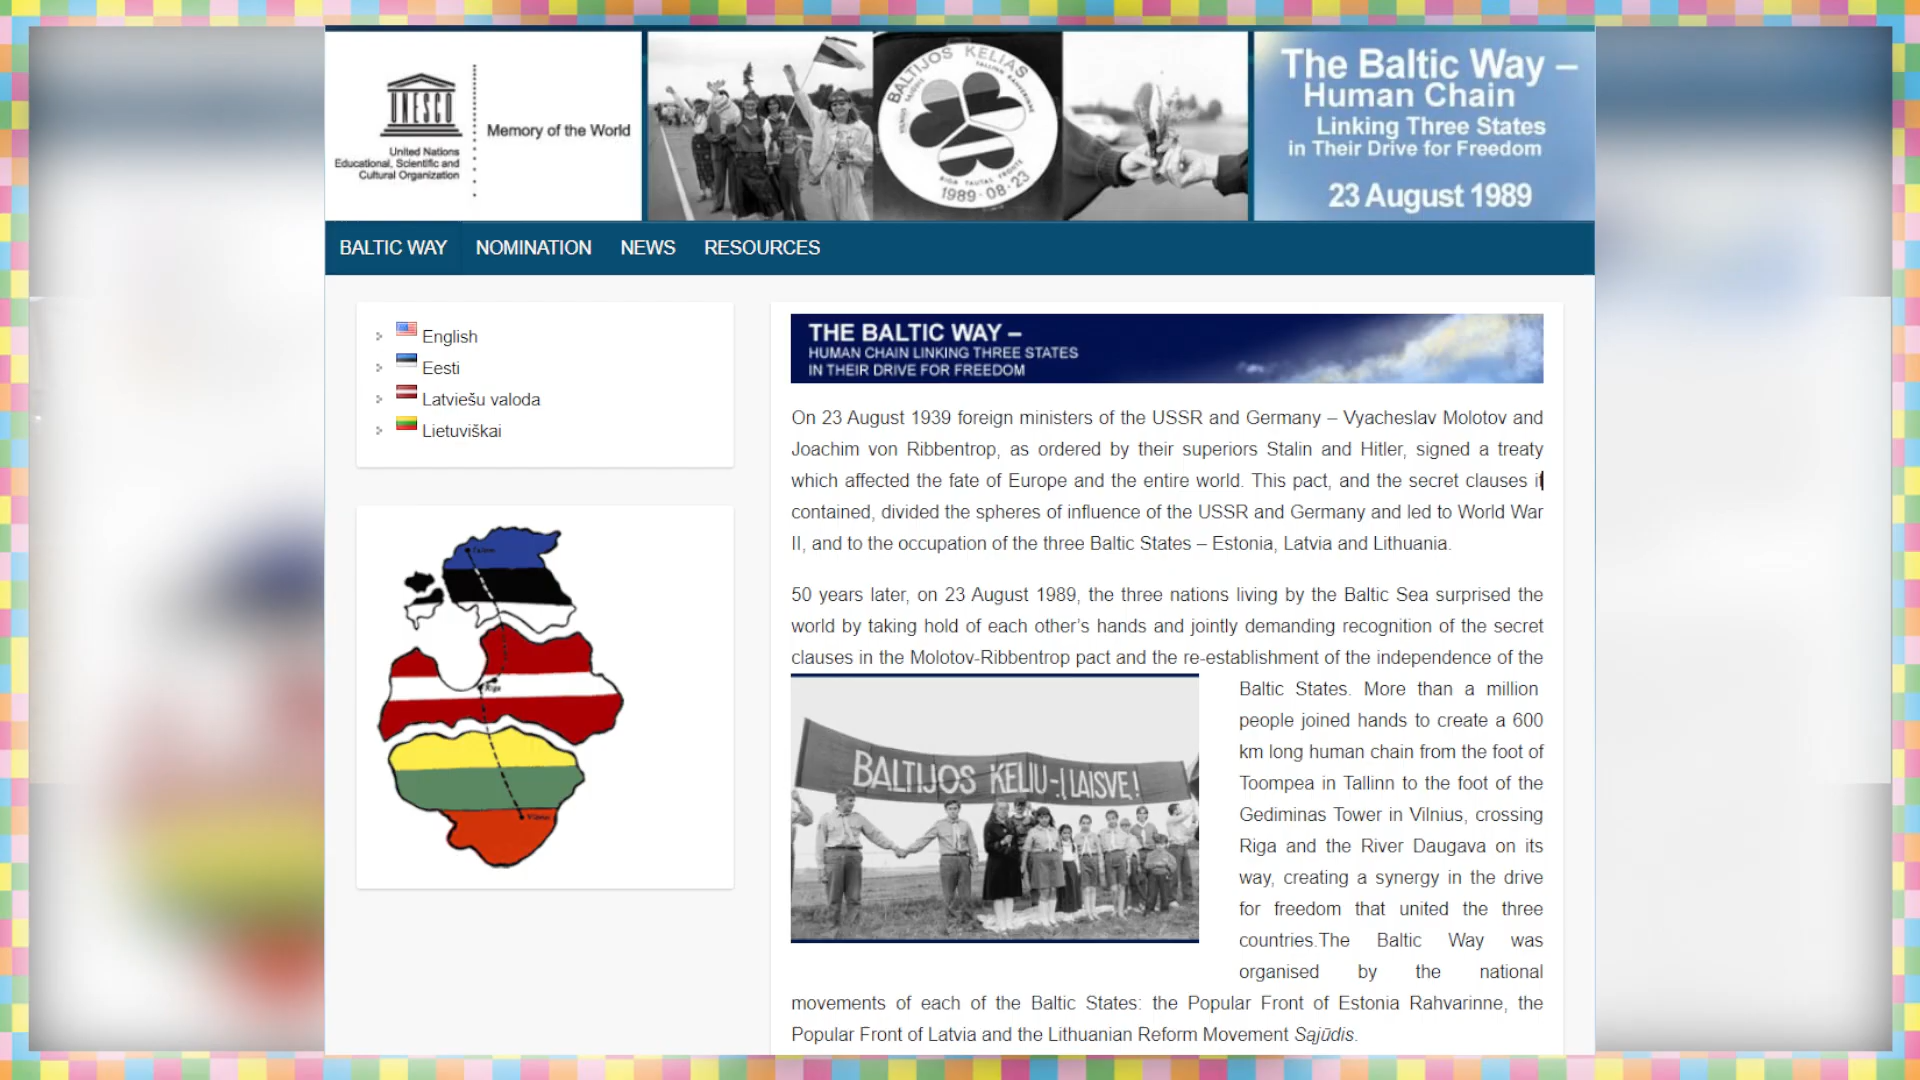 UNESCO
United Nations
Educational, Scientific and
Cultural Organization
Memory of the World
BALTIJOS KELIAS
RIGA TAUTAS FRONTE
1989·08·23
The Baltic Way –
Human Chain
Linking Three States
in Their Drive for Freedom
23 August 1989
BALTIC WAY NOMINATION NEWS RESOURCES
English
Eesti
Latviešu valoda
Lietuviškai
Riga
Vilnius
THE BALTIC WAY –
HUMAN CHAIN LINKING THREE STATES
IN THEIR DRIVE FOR FREEDOM
On 23 August 1939 foreign ministers of the USSR and Germany – Vyacheslav Molotov and
Joachim von Ribbentrop, as ordered by their superiors Stalin and Hitler, signed a treaty
which affected the fate of Europe and the entire world. This pact, and the secret clauses it
contained, divided the spheres of influence of the USSR and Germany and led to World War
II, and to the occupation of the three Baltic States – Estonia, Latvia and Lithuania.
50 years later, on 23 August 1989, the three nations living by the Baltic Sea surprised the
world by taking hold of each other's hands and jointly demanding recognition of the secret
clauses in the Molotov-Ribbentrop pact and the re-establishment of the independence of the
Baltic States. More than a million
people joined hands to create a 600
km long human chain from the foot of
Toompea in Tallinn to the foot of the
Gediminas Tower in Vilnius, crossing
Riga and the River Daugava on its
way, creating a synergy in the drive
for freedom that united the three
countries.The Baltic Way was
organised by the national
movements of each of the Baltic States: the Popular Front of Estonia Rahvarinne, the
Popular Front of Latvia and the Lithuanian Reform Movement Sąjūdis.
BALTIJOS KELIU-Į LAISVĘ!